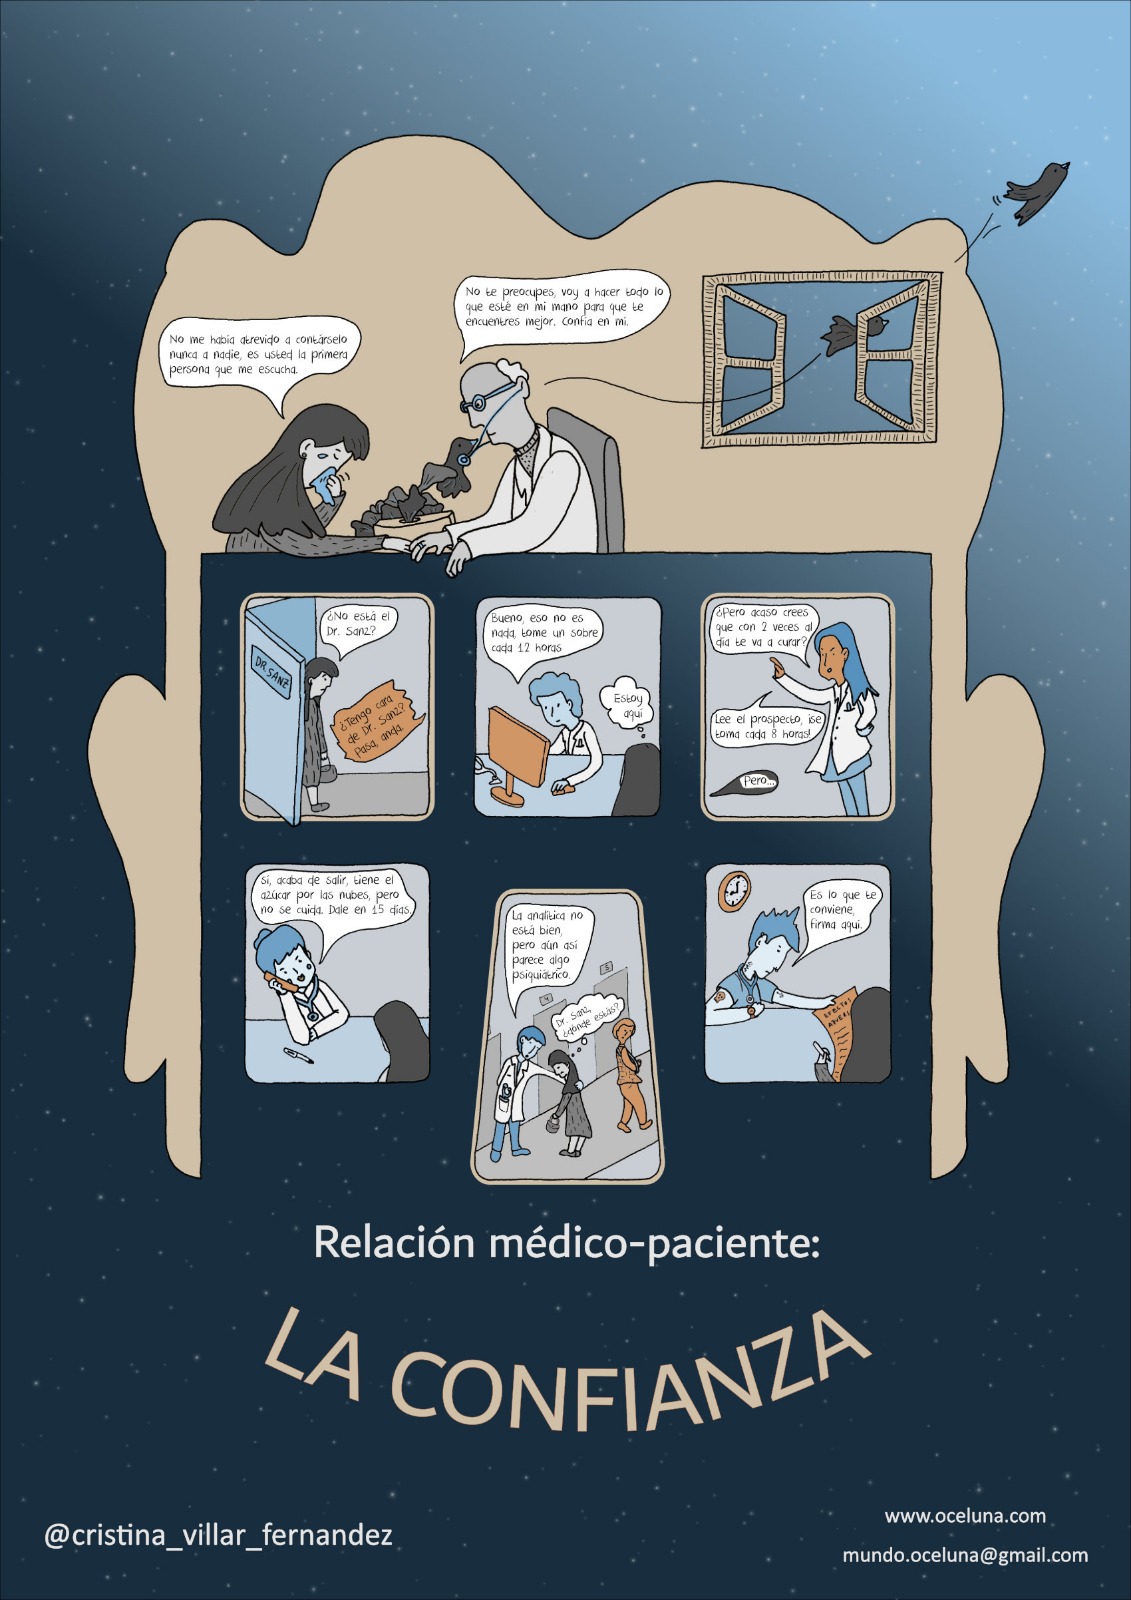 No me había atrevido a contárselo
nunca a nadie, es usted la primera
persona que me escucha.
No te preocupes, voy a hacer todo lo
que esté en mi mano para que te
encuentres mejor. Confía en mi.
DR. SANZ
¿No está el
Dr. Sanz?
¿Tengo cara
de Dr. Sanz?
Pasa, anda.
Bueno, eso no es
nada, tome un sobre
cada 12 horas
Estoy
aquí
¿Pero acaso crees
que con 2 veces al
día te va a curar?
Lee el prospecto, ¡se
toma cada 8 horas!
Pero...
Sí, acaba de salir, tiene el
azúcar por las nubes, pero
no se cuida. Dale en 15 días.
La analítica no
está bien,
pero aún así
parece algo
psiquiátrico.
4
5
Dr. Sanz,
¿dónde estás?
Es lo que te
conviene,
firma aquí.
EFECTOS
ADVERS
Relación médico-paciente:
LA CONFIANZA
@cristina_villar_fernandez
www.oceluna.com
mundo.oceluna@gmail.com